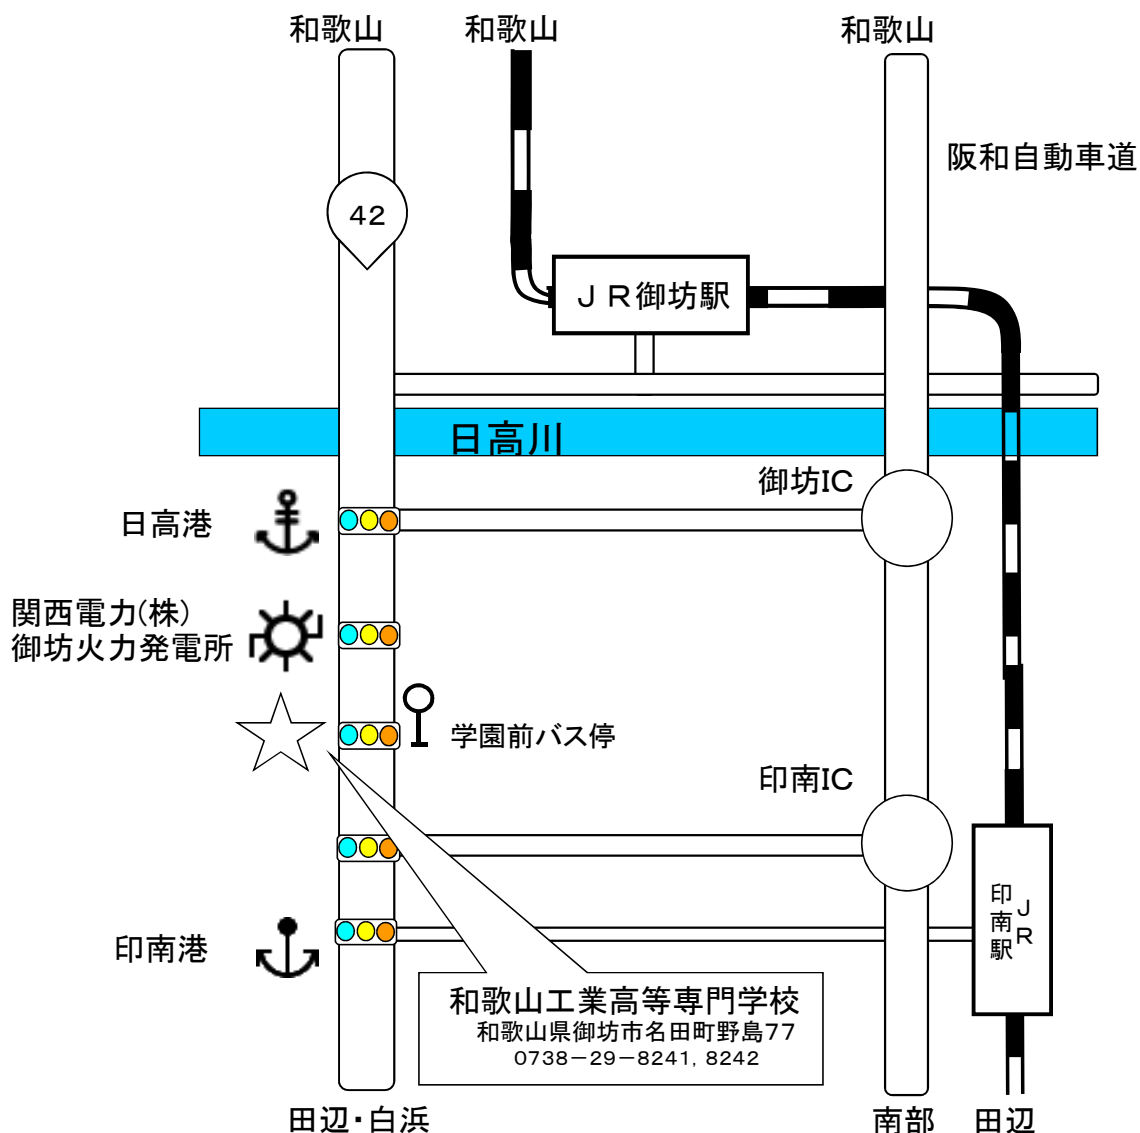 和歌山
和歌山
和歌山
阪和自動車道
42
ＪＲ御坊駅
日高川
御坊IC
日高港
関西電力(株)
御坊火力発電所
学園前バス停
印南IC
JR
印南駅
印南港
和歌山工業高等専門学校
和歌山県御坊市名田町野島77
0738－29－8241，8242
田辺・白浜
南部
田辺